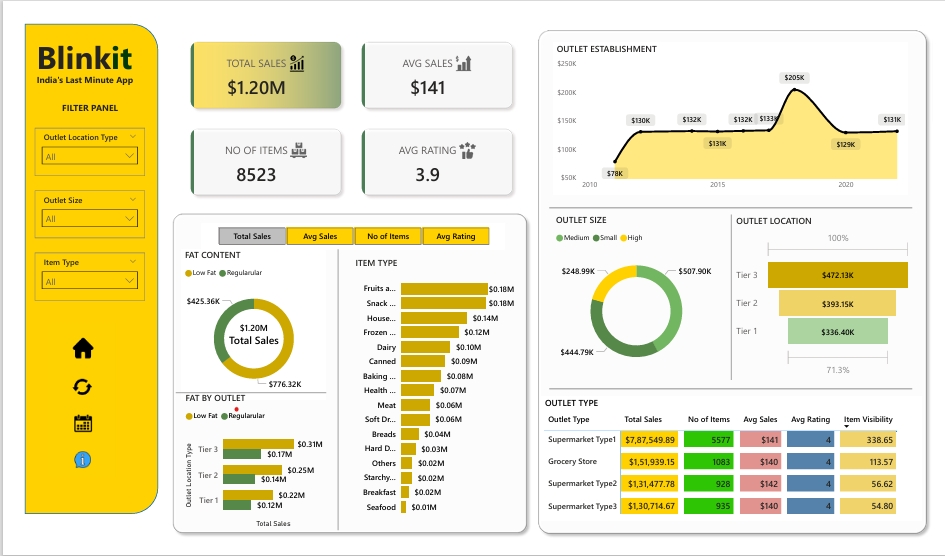 Blinkit
India's Last Minute App
FILTER PANEL
Outlet Location Type
All
Outlet Size
All
Item Type
All
TOTAL SALES
$1.20M
AVG SALES
$141
NO OF ITEMS
8523
AVG RATING
3.9
Total Sales Avg Sales No of Items Avg Rating
FAT CONTENT
Low Fat Regularular
$425.36K
$1.20M
Total Sales
$776.32K
FAT BY OUTLET
Low Fat Regularular
Outlet Location Type
Tier 3 $0.31M
$0.17M
Tier 2 $0.25M
$0.14M
Tier 1 $0.22M
$0.12M
Total Sales
ITEM TYPE
Fruits a... $0.18M
Snack ... $0.18M
House... $0.14M
Frozen ... $0.12M
Dairy $0.10M
Canned $0.09M
Baking ... $0.08M
Health ... $0.07M
Meat $0.06M
Soft Dr... $0.06M
Breads $0.04M
Hard D... $0.03M
Others $0.02M
Starchy... $0.02M
Breakfast $0.02M
Seafood $0.01M
OUTLET ESTABLISHMENT
$250K
$200K
$150K
$100K
$50K
2010 2015 2020
$78K
$130K
$132K
$131K
$132K
$133K
$205K
$129K
$131K
OUTLET SIZE
Medium Small High
$248.99K
$507.90K
$444.79K
OUTLET LOCATION
100%
Tier 3 $472.13K
Tier 2 $393.15K
Tier 1 $336.40K
71.3%
OUTLET TYPE
Outlet Type Total Sales No of Items Avg Sales Avg Rating Item Visibility
Supermarket Type1 $7,87,549.89 5577 $141 4 338.65
Grocery Store $1,51,939.15 1083 $140 4 113.57
Supermarket Type2 $1,31,477.78 928 $142 4 56.62
Supermarket Type3 $1,30,714.67 935 $140 4 54.80